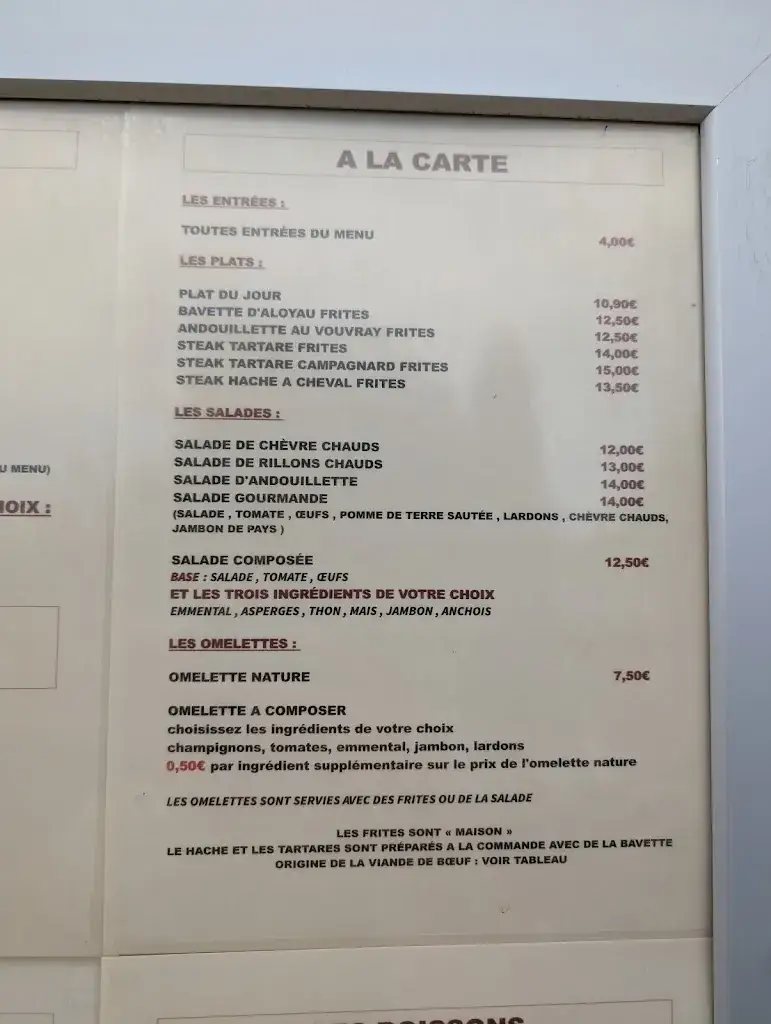 A LA CARTE
LES ENTRÉES :
TOUTES ENTRÉES DU MENU 4,00€
LES PLATS :
PLAT DU JOUR 10,90€
BAVETTE D'ALOYAU FRITES 12,50€
ANDOUILLETTE AU VOUVRAY FRITES 12,50€
STEAK TARTARE FRITES 14,00€
STEAK TARTARE CAMPAGNARD FRITES 15,00€
STEAK HACHE A CHEVAL FRITES 13,50€
LES SALADES :
SALADE DE CHÈVRE CHAUDS 12,00€
SALADE DE RILLONS CHAUDS 13,00€
SALADE D'ANDOUILLETTE 14,00€
SALADE GOURMANDE 14,00€
(SALADE , TOMATE , ŒUFS , POMME DE TERRE SAUTÉE , LARDONS , CHÈVRE CHAUDS,
JAMBON DE PAYS )
SALADE COMPOSÉE 12,50€
BASE : SALADE , TOMATE , ŒUFS
ET LES TROIS INGRÉDIENTS DE VOTRE CHOIX
EMMENTAL , ASPERGES , THON , MAIS , JAMBON , ANCHOIS
LES OMELETTES :
OMELETTE NATURE 7,50€
OMELETTE A COMPOSER
choisissez les ingrédients de votre choix
champignons, tomates, emmental, jambon, lardons
0,50€ par ingrédient supplémentaire sur le prix de l'omelette nature
LES OMELETTES SONT SERVIES AVEC DES FRITES OU DE LA SALADE
LES FRITES SONT « MAISON »
LE HACHE ET LES TARTARES SONT PRÉPARÉS A LA COMMANDE AVEC DE LA BAVETTE
ORIGINE DE LA VIANDE DE BŒUF : VOIR TABLEAU
U MENU)
OIX :
POISSONS